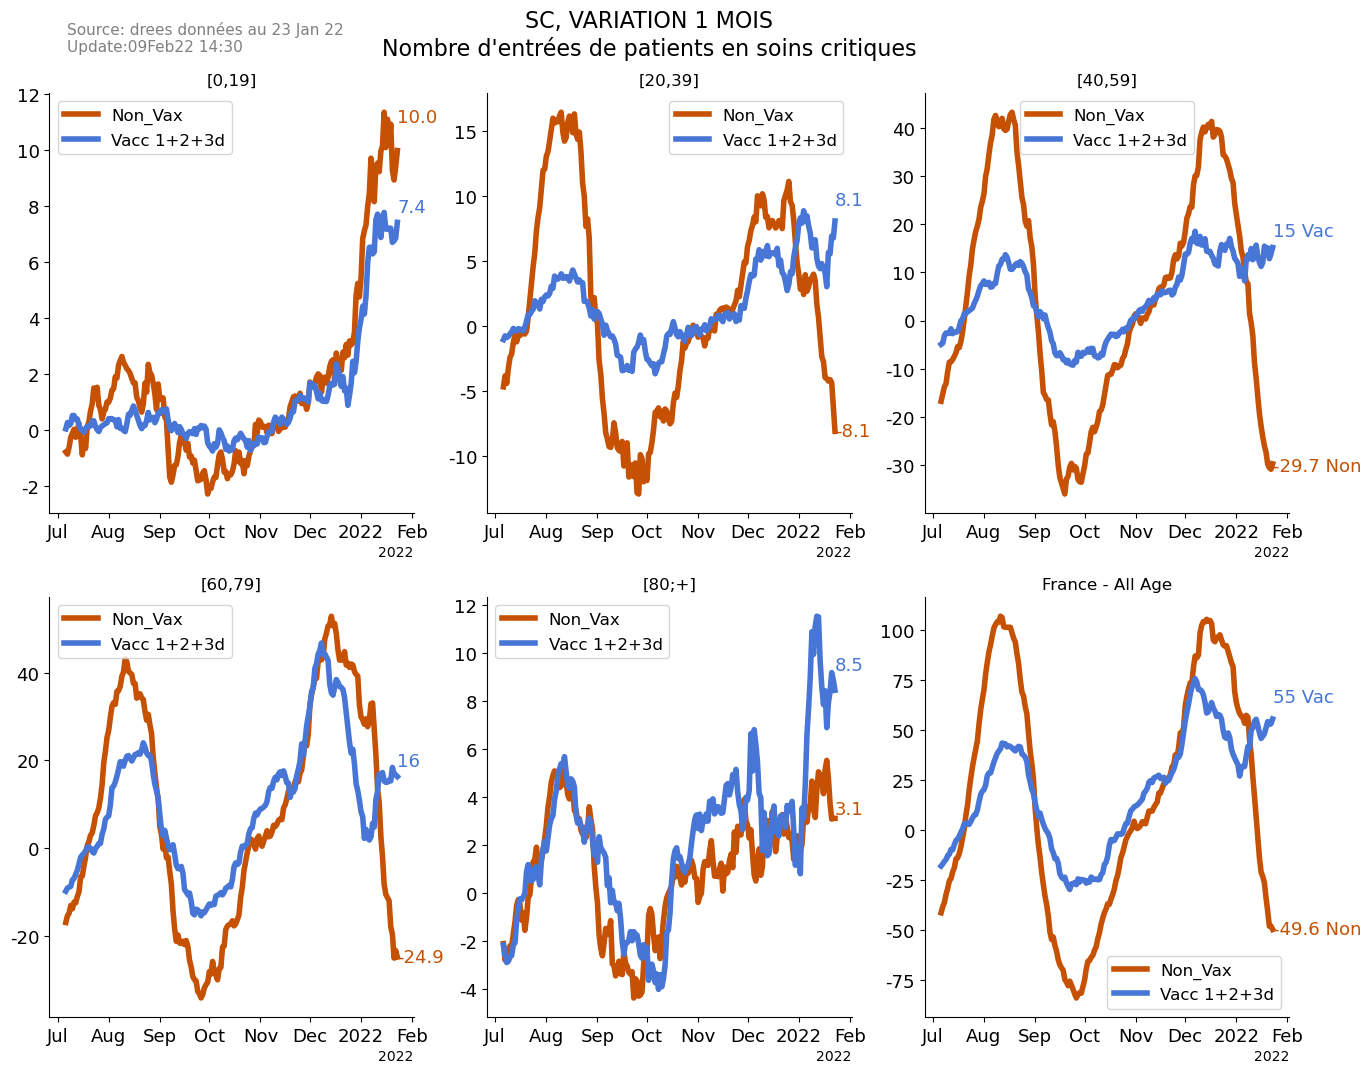 Source: drees données au 23 Jan 22
Update:09Feb22 14:30
SC, VARIATION 1 MOIS
Nombre d'entrées de patients en soins critiques
[0,19]
Non_Vax
Vacc 1+2+3d
10.0
7.4
12
10
8
6
4
2
0
-2
Jul Aug Sep Oct Nov Dec 2022 Feb
2022
[20,39]
Non_Vax
Vacc 1+2+3d
8.1
-8.1
15
10
5
0
-5
-10
Jul Aug Sep Oct Nov Dec 2022 Feb
2022
[40,59]
Non_Vax
Vacc 1+2+3d
15 Vac
-29.7 Non
40
30
20
10
0
-10
-20
-30
Jul Aug Sep Oct Nov Dec 2022 Feb
2022
[60,79]
Non_Vax
Vacc 1+2+3d
16
-24.9
40
20
0
-20
Jul Aug Sep Oct Nov Dec 2022 Feb
2022
[80;+]
Non_Vax
Vacc 1+2+3d
8.5
3.1
12
10
8
6
4
2
0
-2
-4
Jul Aug Sep Oct Nov Dec 2022 Feb
2022
France - All Age
55 Vac
-49.6 Non
Non_Vax
Vacc 1+2+3d
100
75
50
25
0
-25
-50
-75
Jul Aug Sep Oct Nov Dec 2022 Feb
2022